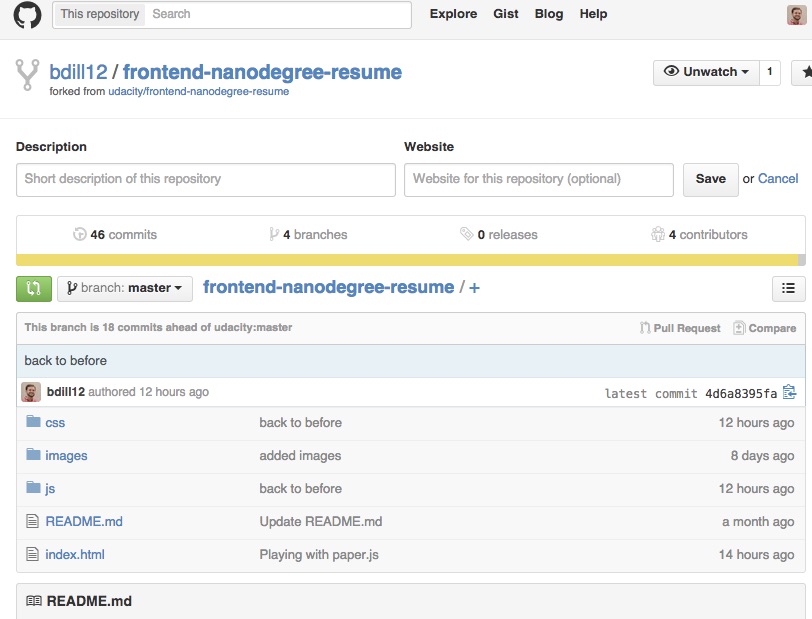 This repository Search Explore Gist Blog Help
bdill12 / frontend-nanodegree-resume Unwatch 1
forked from udacity/frontend-nanodegree-resume
Description Website
Short description of this repository Website for this repository (optional) Save or Cancel
46 commits 4 branches 0 releases 4 contributors
branch: master frontend-nanodegree-resume / +
This branch is 18 commits ahead of udacity:master Pull Request Compare
back to before
bdill12 authored 12 hours ago latest commit 4d6a8395fa
css back to before 12 hours ago
images added images 8 days ago
js back to before 12 hours ago
README.md Update README.md a month ago
index.html Playing with paper.js 14 hours ago
README.md